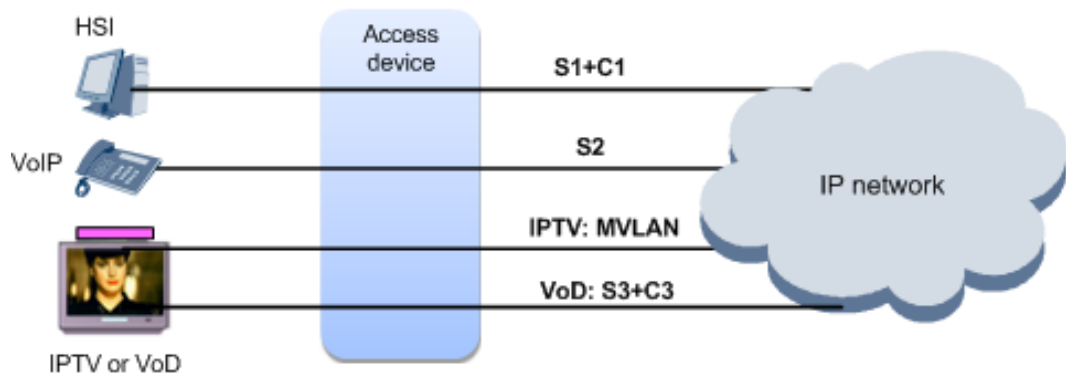 HSI
Access
device
S1+C1
VoIP
S2
IP network
IPTV: MVLAN
VoD: S3+C3
IPTV or VoD